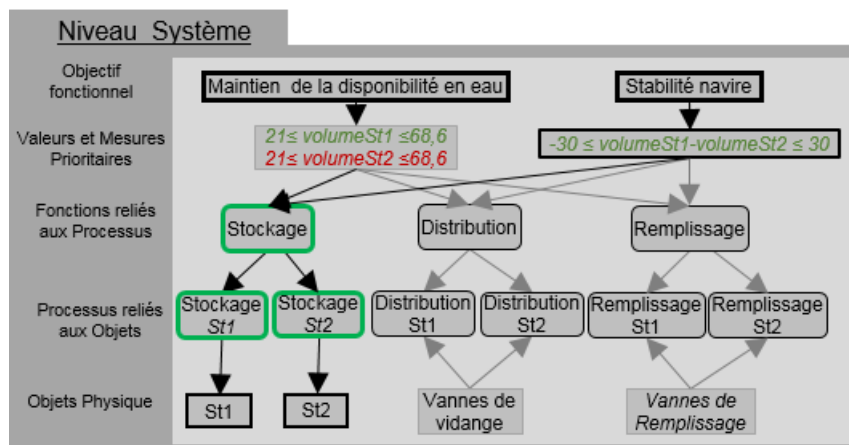 Niveau Système
Objectif
fonctionnel
Maintien de la disponibilité en eau
Stabilité navire
Valeurs et Mesures
Prioritaires
21≤ volumeSt1 ≤68,6
21≤ volumeSt2 ≤68,6
-30 ≤ volumeSt1-volumeSt2 ≤ 30
Fonctions reliés
aux Processus
Stockage
Distribution
Remplissage
Processus reliés
aux Objets
Stockage
St1
Stockage
St2
Distribution
St1
Distribution
St2
Remplissage
St1
Remplissage
St2
Objets Physique
St1
St2
Vannes de
vidange
Vannes de
Remplissage